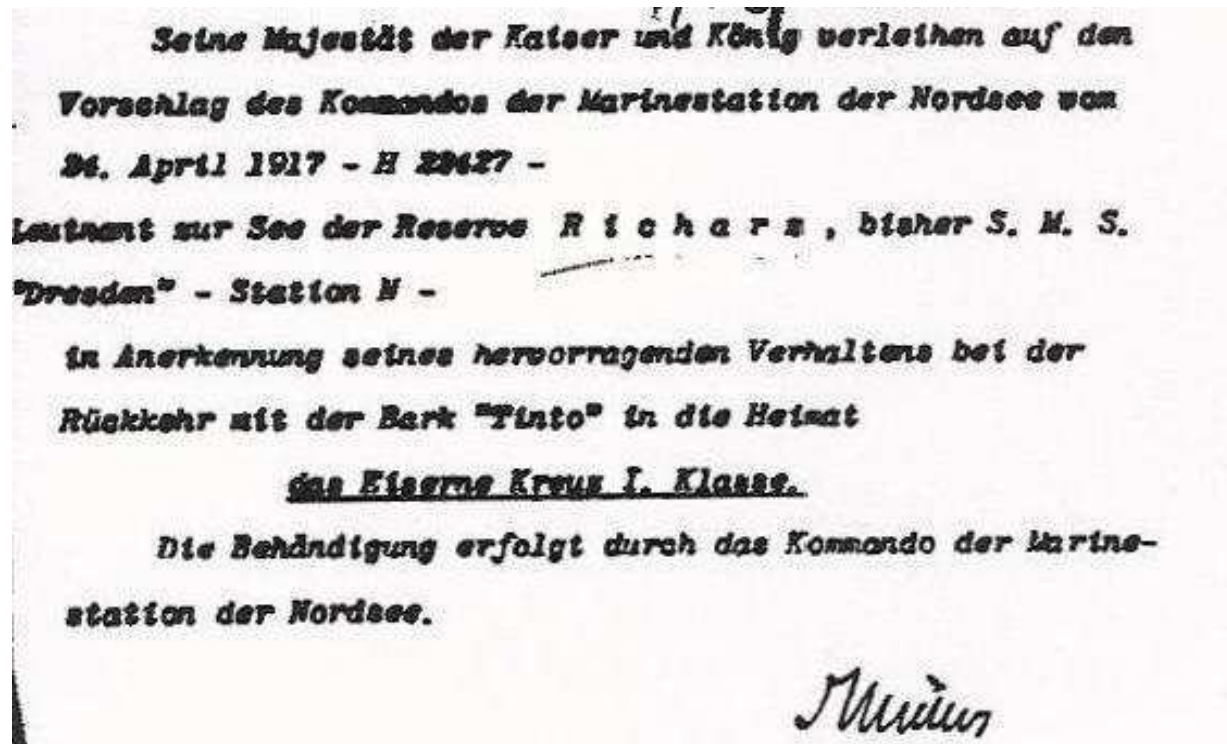 Seine Majestät der Kaiser und König verleihen auf den
Vorschlag des Kommandos der Marinestation der Nordsee vom
24. April 1917 - H
Leutnant zur See der Reserve R i c h a r z , bisher S. M. S.
"Dresden" - Station N -
in Anerkennung seines hervorragenden Verhaltens bei der
Rückkehr mit der Bark "Tinto" in die Heimat
das Eiserne Kreuz I. Klasse.
Die Behändigung erfolgt durch das Kommando der Marine-
station der Nordsee.